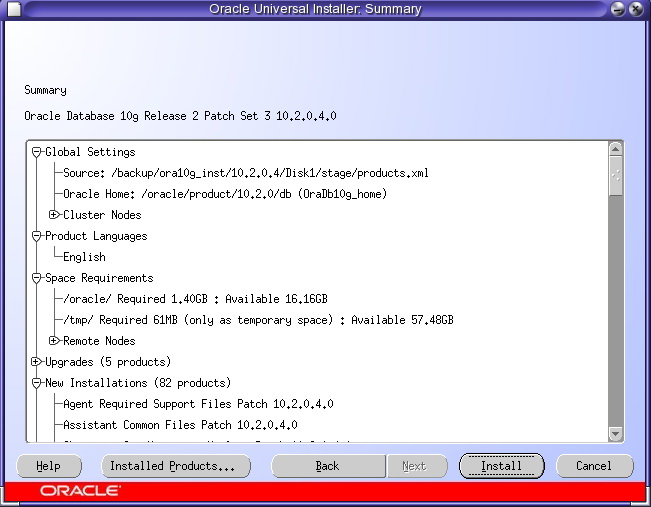 Oracle Universal Installer: Summary
Summary
Oracle Database 10g Release 2 Patch Set 3 10.2.0.4.0
Global Settings
Source: /backup/ora10g_inst/10.2.0.4/Disk1/stage/products.xml
Oracle Home: /oracle/product/10.2.0/db (OraDb10g_home)
Cluster Nodes
Product Languages
English
Space Requirements
/oracle/ Required 1.40GB : Available 16.16GB
/tmp/ Required 61MB (only as temporary space) : Available 57.48GB
Remote Nodes
Upgrades (5 products)
New Installations (82 products)
Agent Required Support Files Patch 10.2.0.4.0
Assistant Common Files Patch 10.2.0.4.0
Help Installed Products... Back Next Install Cancel
ORACLE